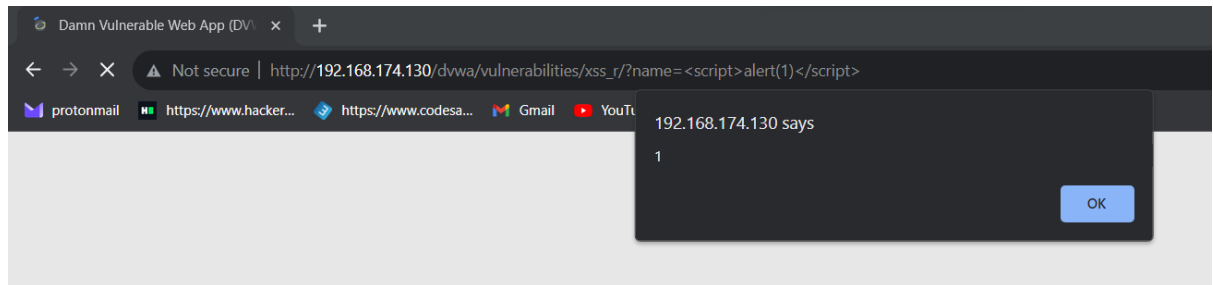 Damn Vulnerable Web App (DV
Not secure | http://192.168.174.130/dvwa/vulnerabilities/xss_r/?name=<script>alert(1)</script>
protonmail
https://www.hacker...
https://www.codesa...
Gmail
YouTu
192.168.174.130 says
1
OK